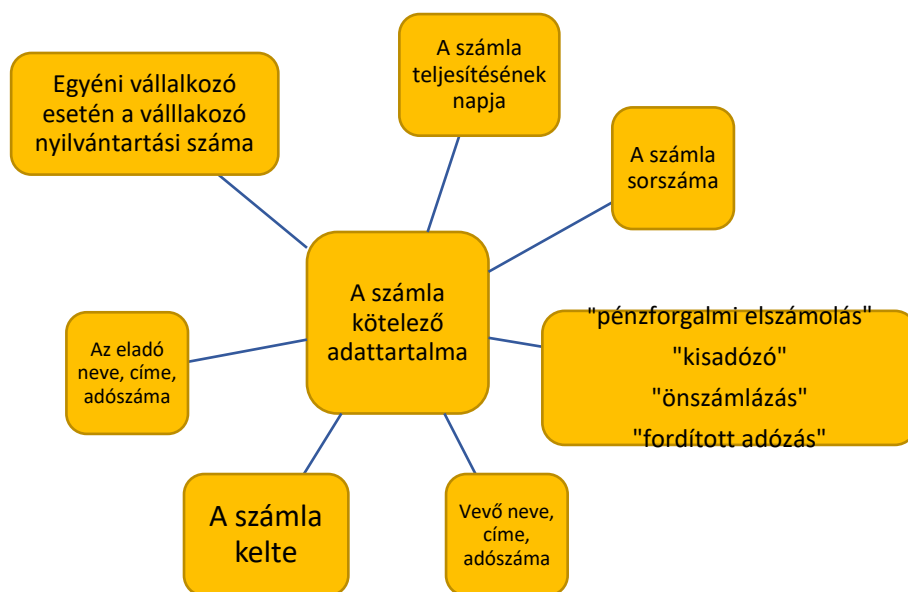 A számla
teljesítésének
napja
Egyéni vállalkozó
esetén a válllakozó
nyilvántartási száma
A számla
sorszáma
A számla
kötelező
adattartalma
"pénzforgalmi elszámolás"
"kisadózó"
"önszámlázás"
"fordított adózás"
Az eladó
neve, címe,
adószáma
A számla
kelte
Vevő neve,
címe,
adószáma